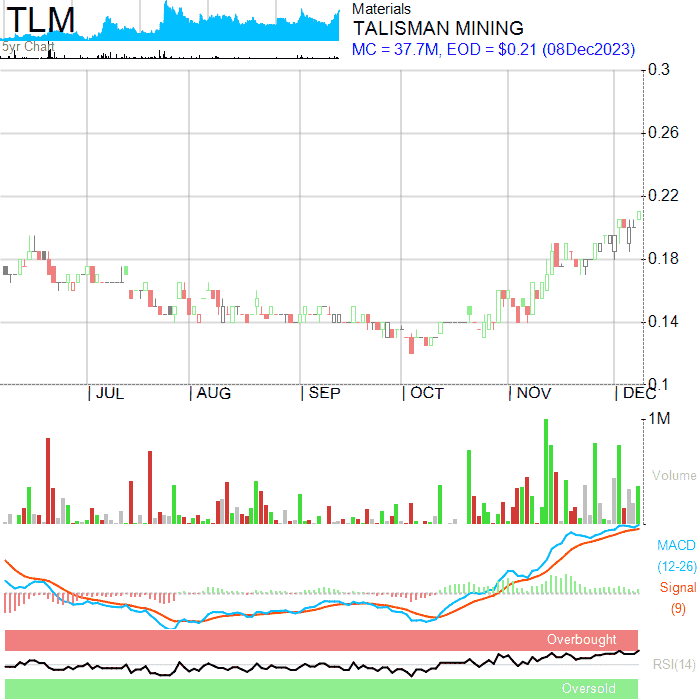 TLM
5yr Chart
Materials
TALISMAN MINING
MC = 37.7M, EOD = $0.21 (08Dec2023)
0.3
0.26
0.22
0.18
0.14
0.1
| JUL | AUG | SEP | OCT | NOV | DEC
1M
Volume
MACD
(12-26)
Signal
(9)
Overbought
RSI(14)
Oversold